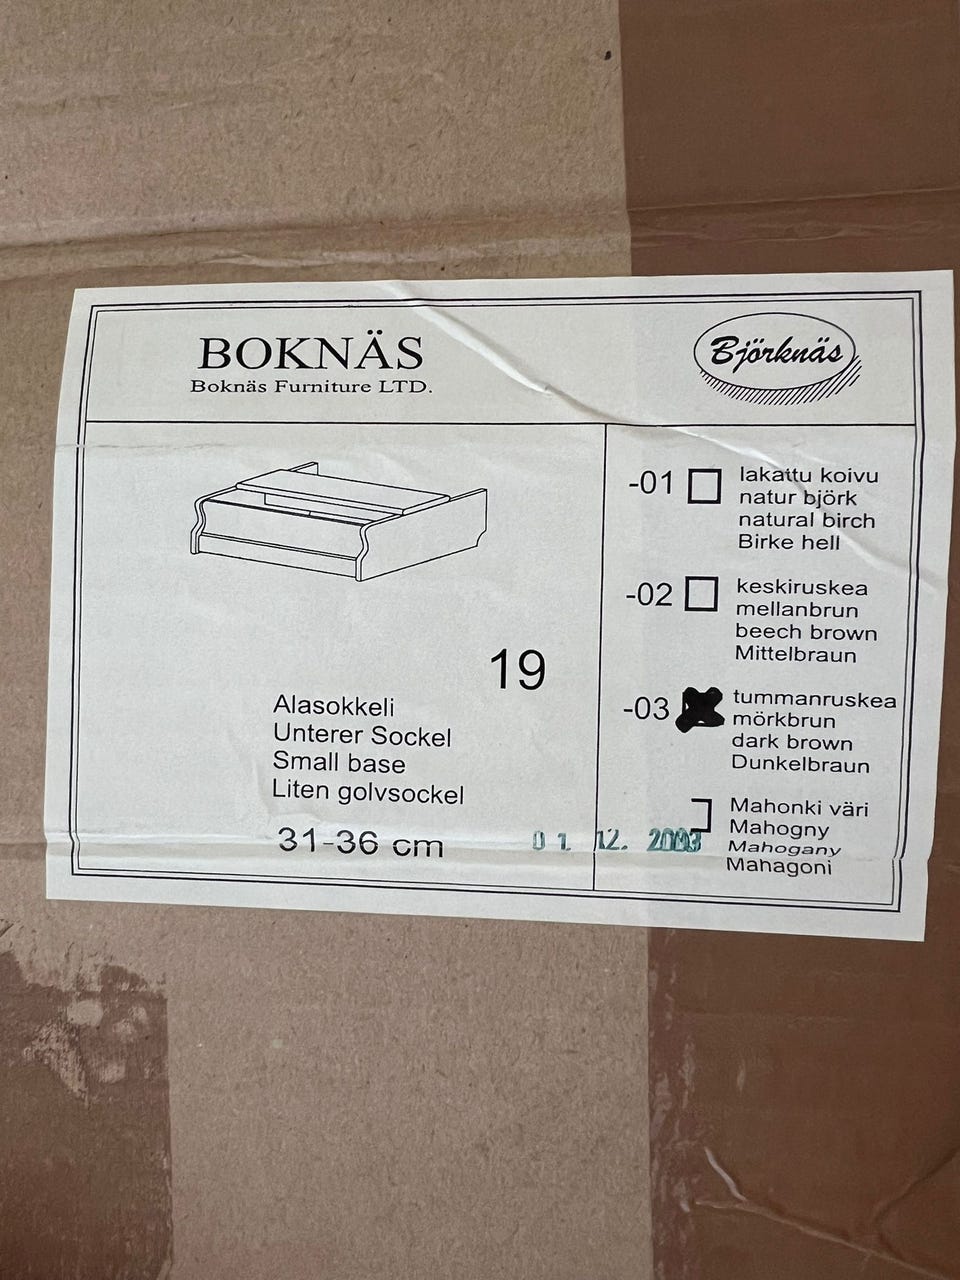 BOKNÄS
Boknäs Furniture LTD.
Björknäs
19
Alasokkeli
Unterer Sockel
Small base
Liten golvsockel
31-36 cm
01 12. 2003
-01
lakattu koivu
natur björk
natural birch
Birke hell
-02
keskiruskea
mellanbrun
beech brown
Mittelbraun
-03
tummanruskea
mörkbrun
dark brown
Dunkelbraun
Mahonki väri
Mahogny
Mahogany
Mahagoni